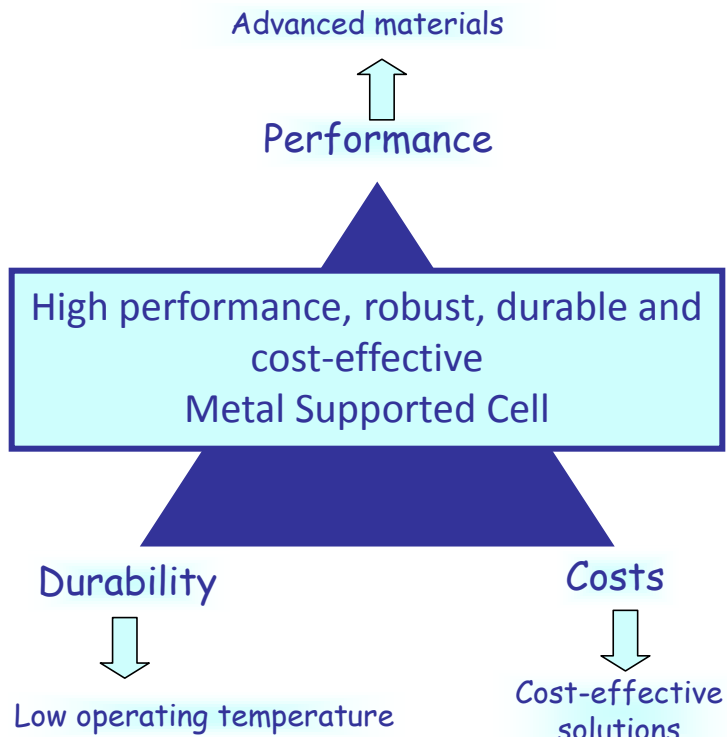 Advanced materials
Performance
High performance, robust, durable and
cost-effective
Metal Supported Cell
Durability
Costs
Low operating temperature
Cost-effective
solutions